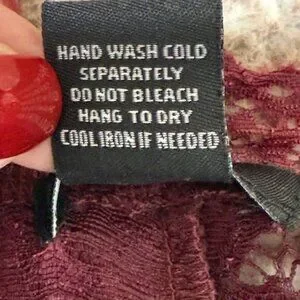 HAND WASH COLD
SEPARATELY
DO NOT BLEACH
HANG TO DRY
COOL IRON IF NEEDED